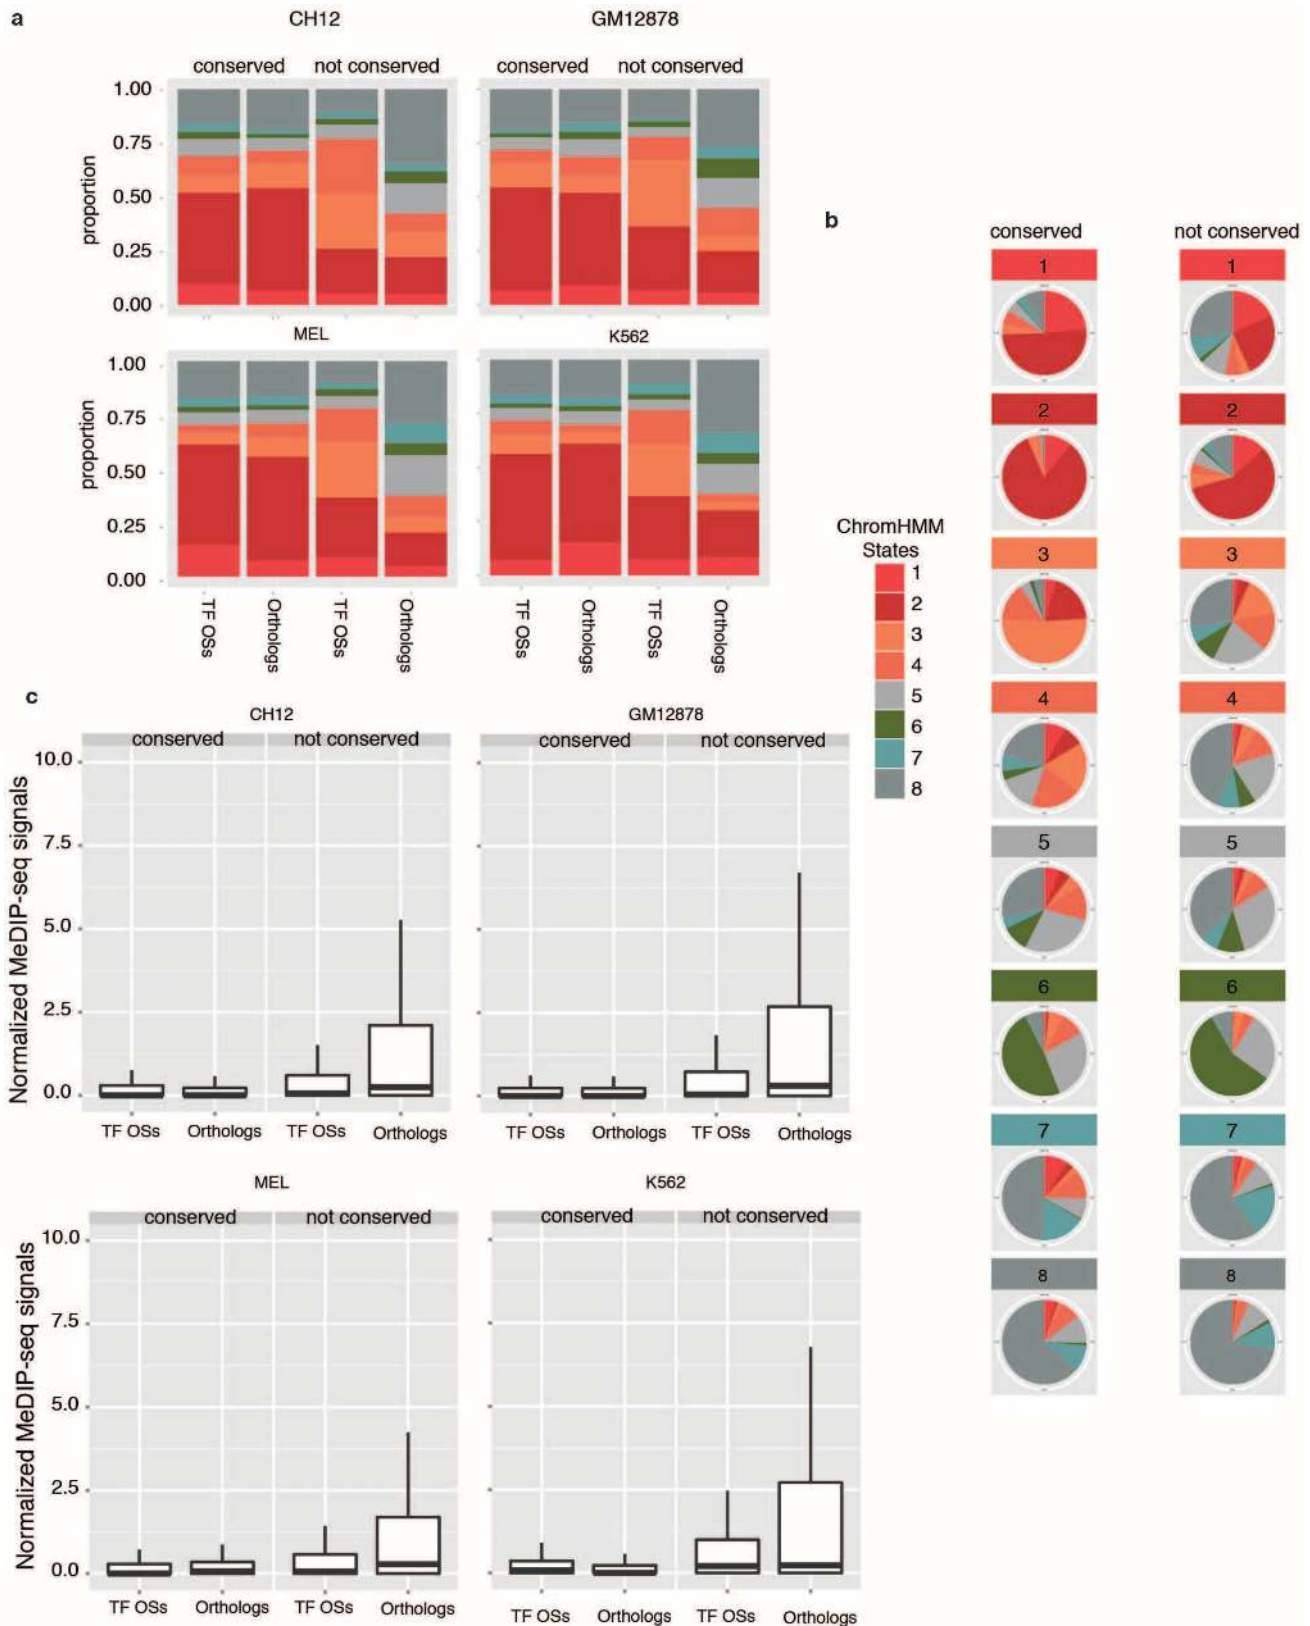 a
CH12
GM12878
conserved
not conserved
conserved
not conserved
proportion
1.00
0.75
0.50
0.25
0.00
MEL
K562
proportion
1.00
0.75
0.50
0.25
0.00
TF OSs
Orthologs
TF OSs
Orthologs
TF OSs
Orthologs
TF OSs
Orthologs
ChromHMM
States
1
2
3
4
5
6
7
8
b
conserved
not conserved
1
1
2
2
3
3
4
4
5
5
6
6
7
7
8
8
c
CH12
GM12878
conserved
not conserved
conserved
not conserved
Normalized MeDIP-seq signals
10.0
7.5
5.0
2.5
0.0
TF OSs
Orthologs
TF OSs
Orthologs
TF OSs
Orthologs
TF OSs
Orthologs
MEL
K562
conserved
not conserved
conserved
not conserved
Normalized MeDIP-seq signals
10.0
7.5
5.0
2.5
0.0
TF OSs
Orthologs
TF OSs
Orthologs
TF OSs
Orthologs
TF OSs
Orthologs